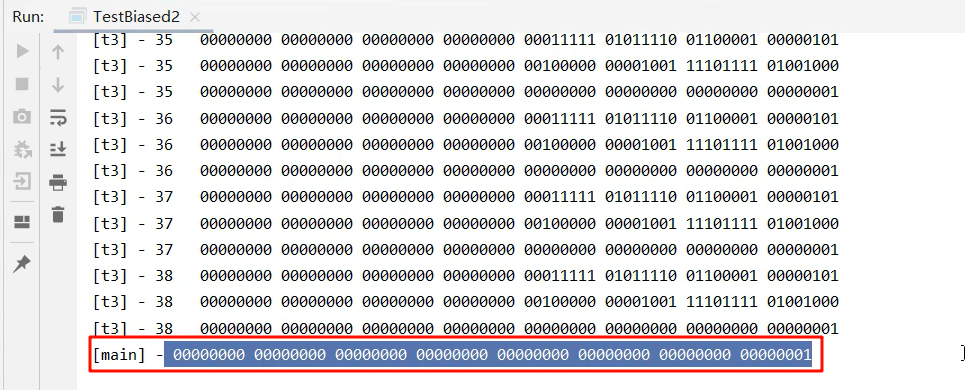 Run: TestBiased2 ×
[t3] - 35 00000000 00000000 00000000 00000000 00011111 01011110 01100001 00000101
[t3] - 35 00000000 00000000 00000000 00000000 00100000 00001001 11101111 01001000
[t3] - 35 00000000 00000000 00000000 00000000 00000000 00000000 00000000 00000001
[t3] - 36 00000000 00000000 00000000 00000000 00011111 01011110 01100001 00000101
[t3] - 36 00000000 00000000 00000000 00000000 00100000 00001001 11101111 01001000
[t3] - 36 00000000 00000000 00000000 00000000 00000000 00000000 00000000 00000001
[t3] - 37 00000000 00000000 00000000 00000000 00011111 01011110 01100001 00000101
[t3] - 37 00000000 00000000 00000000 00000000 00100000 00001001 11101111 01001000
[t3] - 37 00000000 00000000 00000000 00000000 00000000 00000000 00000000 00000001
[t3] - 38 00000000 00000000 00000000 00000000 00011111 01011110 01100001 00000101
[t3] - 38 00000000 00000000 00000000 00000000 00100000 00001001 11101111 01001000
[t3] - 38 00000000 00000000 00000000 00000000 00000000 00000000 00000000 00000001
[main] - 00000000 00000000 00000000 00000000 00000000 00000000 00000000 00000001